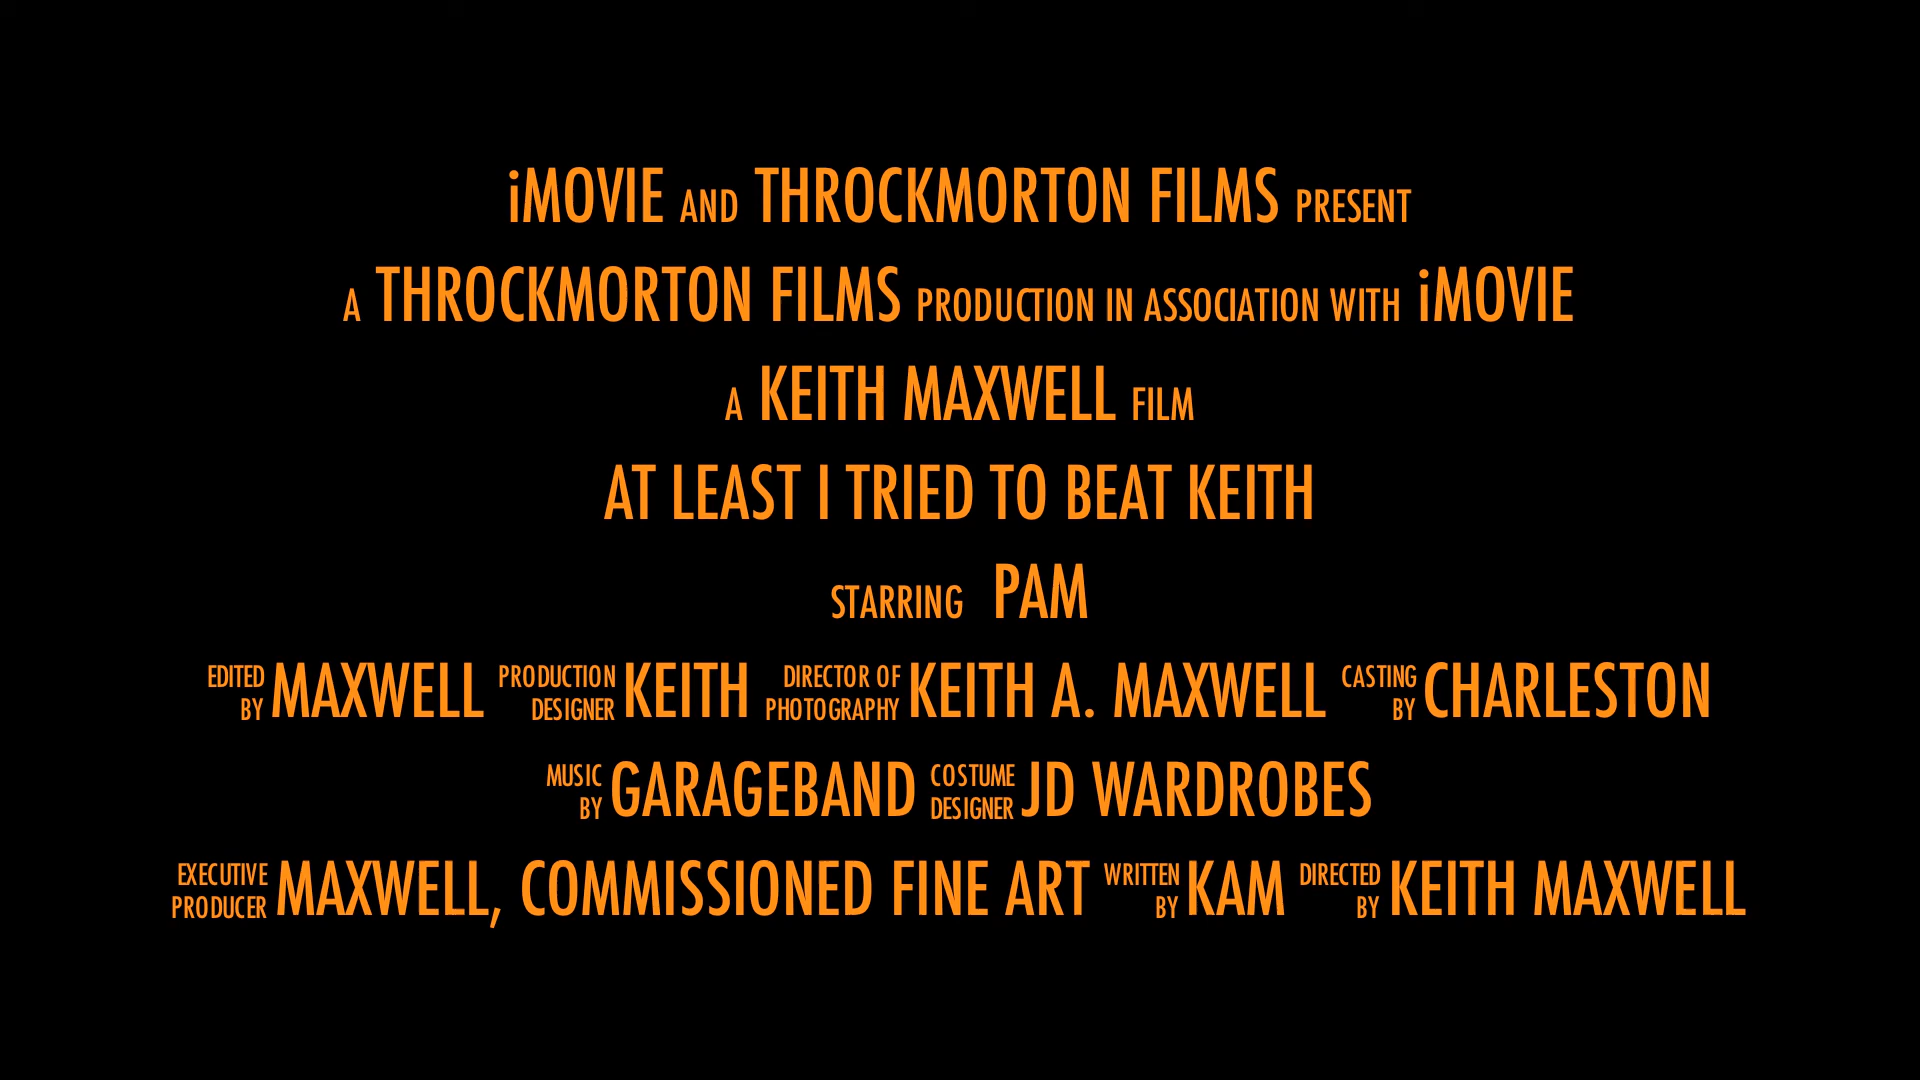 iMOVIE AND THROCKMORTON FILMS PRESENT
A THROCKMORTON FILMS PRODUCTION IN ASSOCIATION WITH iMOVIE
A KEITH MAXWELL FILM
AT LEAST I TRIED TO BEAT KEITH
STARRING PAM
EDITED BY MAXWELL PRODUCTION DESIGNER KEITH DIRECTOR OF PHOTOGRAPHY KEITH A. MAXWELL CASTING BY CHARLESTON
MUSIC BY GARAGEBAND COSTUME DESIGNER JD WARDROBES
EXECUTIVE PRODUCER MAXWELL, COMMISSIONED FINE ART WRITTEN BY KAM DIRECTED BY KEITH MAXWELL